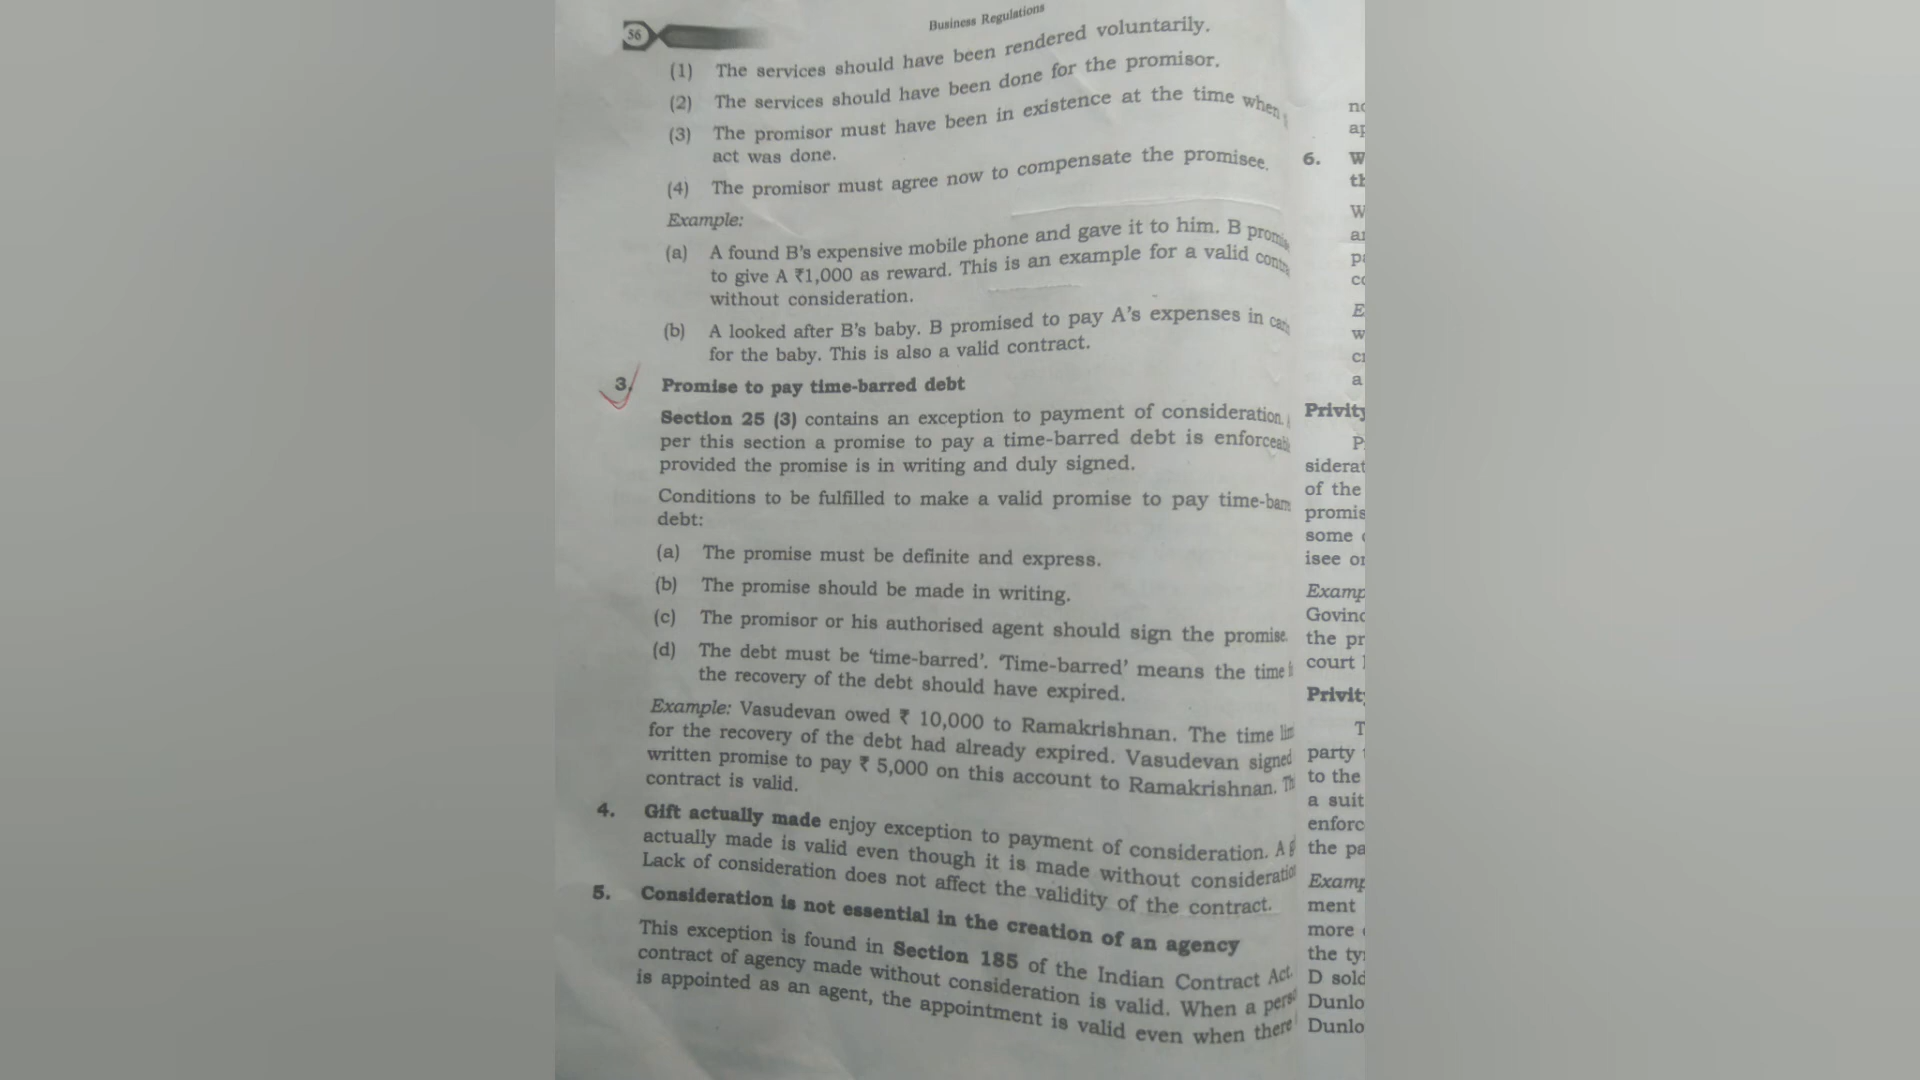 56
Business Regulations
(1) The services should have been rendered voluntarily.
(2) The services should have been done for the promisor.
(3) The promisor must have been in existence at the time when
act was done.
(4) The promisor must agree now to compensate the promisee.
Example:
(a) A found B's expensive mobile phone and gave it to him. B
to give A ₹1,000 as reward. This is an example for a valid
without consideration.
(b) A looked after B's baby. B promised to pay A's expenses in
for the baby. This is also a valid contract.
3. Promise to pay time-barred debt
Section 25 (3) contains an exception to payment of consideration.
per this section a promise to pay a time-barred debt is
provided the promise is in writing and duly signed.
Conditions to be fulfilled to make a valid promise to pay
debt:
(a) The promise must be definite and express.
(b) The promise should be made in writing.
(c) The promisor or his authorised agent should sign the promise.
(d) The debt must be 'time-barred'. 'Time-barred' means the time
the recovery of the debt should have expired.
Example: Vasudevan owed ₹ 10,000 to Ramakrishnan. The time
for the recovery of the debt had already expired. Vasudevan signed
written promise to pay ₹ 5,000 on this account to Ramakrishnan.
contract is valid.
4. Gift actually made enjoy exception to payment of consideration. A
actually made is valid even though it is made without
Lack of consideration does not affect the validity of the contract.
5. Consideration is not essential in the creation of an agency
This exception is found in Section 185 of the Indian Contract Act.
contract of agency made without consideration is valid. When a
is appointed as an agent, the appointment is valid even when there
6.
Privity
of the
some
Govind
the pr
court
party
to the
a suit
the pa
ment
more
D sold
Dunlo
Dunlo